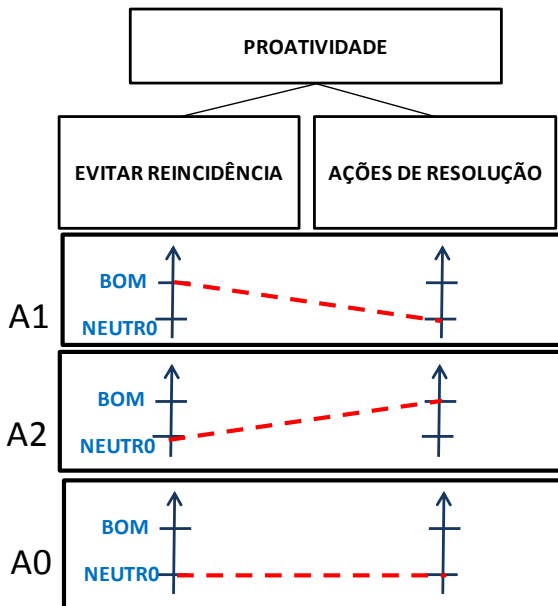 PROATIVIDADE
EVITAR REINCIDÊNCIA
AÇÕES DE RESOLUÇÃO
A1
BOM
NEUTR0
A2
BOM
NEUTR0
A0
BOM
NEUTR0